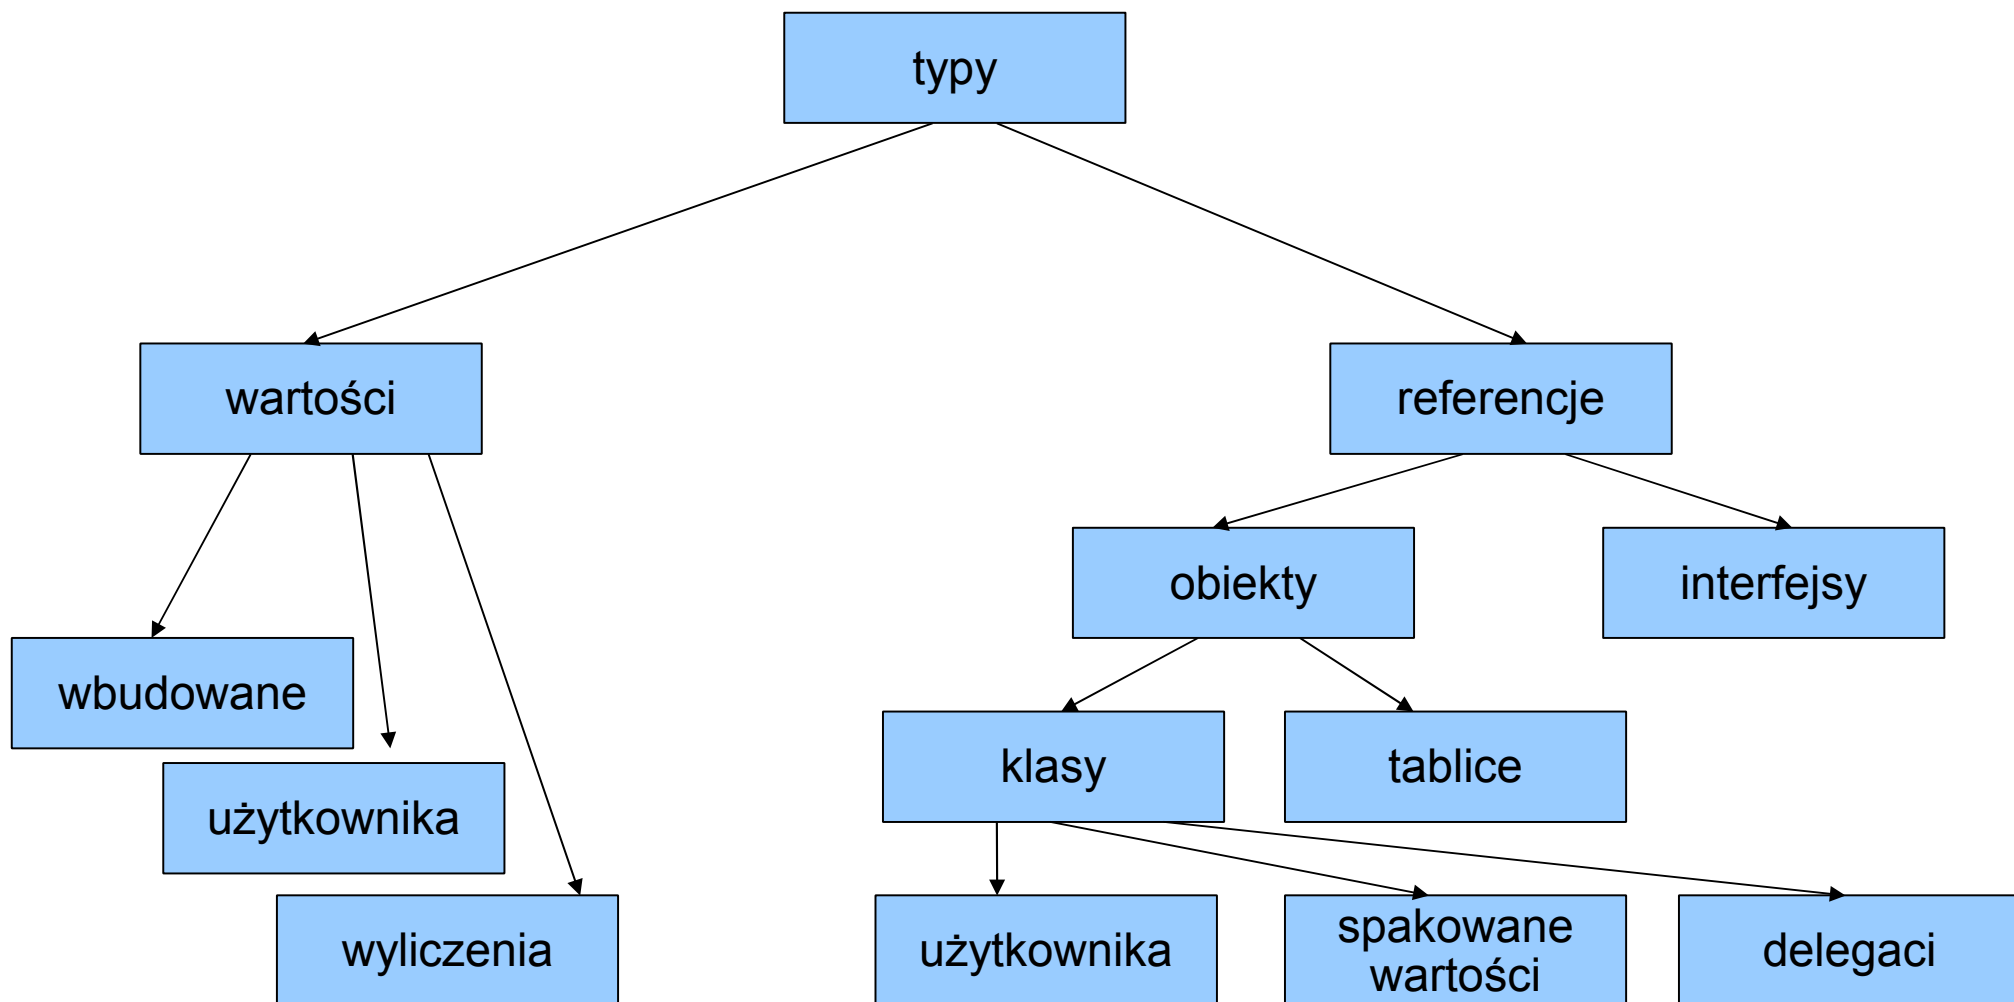 typy
wartości
referencje
obiekty
interfejsy
wbudowane
klasy
tablice
użytkownika
wyliczenia
użytkownika
spakowane
wartości
delegaci